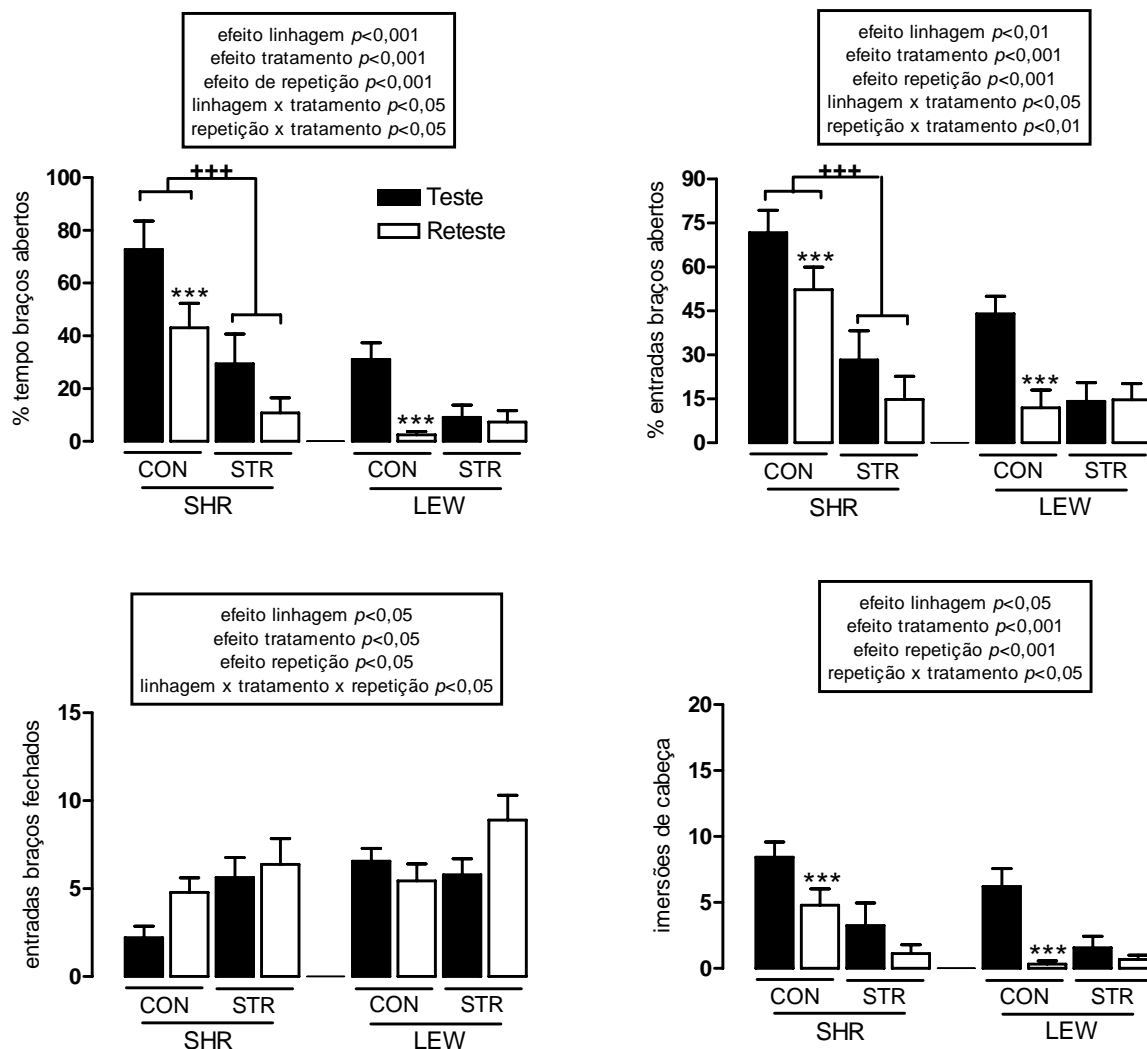 efeito linhagem p<0,001
efeito tratamento p<0,001
efeito de repetição p<0,001
linhagem x tratamento p<0,05
repetição x tratamento p<0,05
% tempo braços abertos
100
80
60
40
20
0
+++
***
***
Teste
Reteste
CON
STR
CON
STR
SHR
LEW
efeito linhagem p<0,01
efeito tratamento p<0,001
efeito repetição p<0,001
linhagem x tratamento p<0,05
repetição x tratamento p<0,01
% entradas braços abertos
90
75
60
45
30
15
0
+++
***
***
CON
STR
CON
STR
SHR
LEW
efeito linhagem p<0,05
efeito tratamento p<0,05
efeito repetição p<0,05
linhagem x tratamento x repetição p<0,05
entradas braços fechados
15
10
5
0
CON
STR
CON
STR
SHR
LEW
efeito linhagem p<0,05
efeito tratamento p<0,001
efeito repetição p<0,001
repetição x tratamento p<0,05
imersões de cabeça
20
15
10
5
0
***
***
CON
STR
CON
STR
SHR
LEW